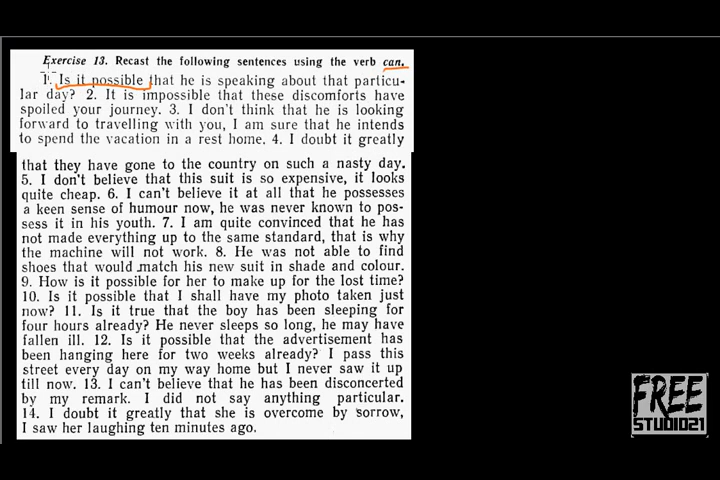 Exercise 13. Recast the following sentences using the verb can.
1. Is it possible that he is speaking about that particu-
lar day? 2. It is impossible that these discomforts have
spoiled your journey. 3. I don't think that he is looking
forward to travelling with you, I am sure that he intends
to spend the vacation in a rest home. 4. I doubt it greatly
that they have gone to the country on such a nasty day.
5. I don't believe that this suit is so expensive, it looks
quite cheap. 6. I can't believe it at all that he possesses
a keen sense of humour now, he was never known to pos-
sess it in his youth. 7. I am quite convinced that he has
not made everything up to the same standard, that is why
the machine will not work. 8. He was not able to find
shoes that would match his new suit in shade and colour.
9. How is it possible for her to make up for the lost time?
10. Is it possible that I shall have my photo taken just
now? 11. Is it true that the boy has been sleeping for
four hours already? He never sleeps so long, he may have
fallen ill. 12. Is it possible that the advertisement has
been hanging here for two weeks already? I pass this
street every day on my way home but I never saw it up
till now. 13. I can't believe that he has been disconcerted
by my remark. I did not say anything particular.
14. I doubt it greatly that she is overcome by sorrow,
I saw her laughing ten minutes ago.
FREE
STUDIO21